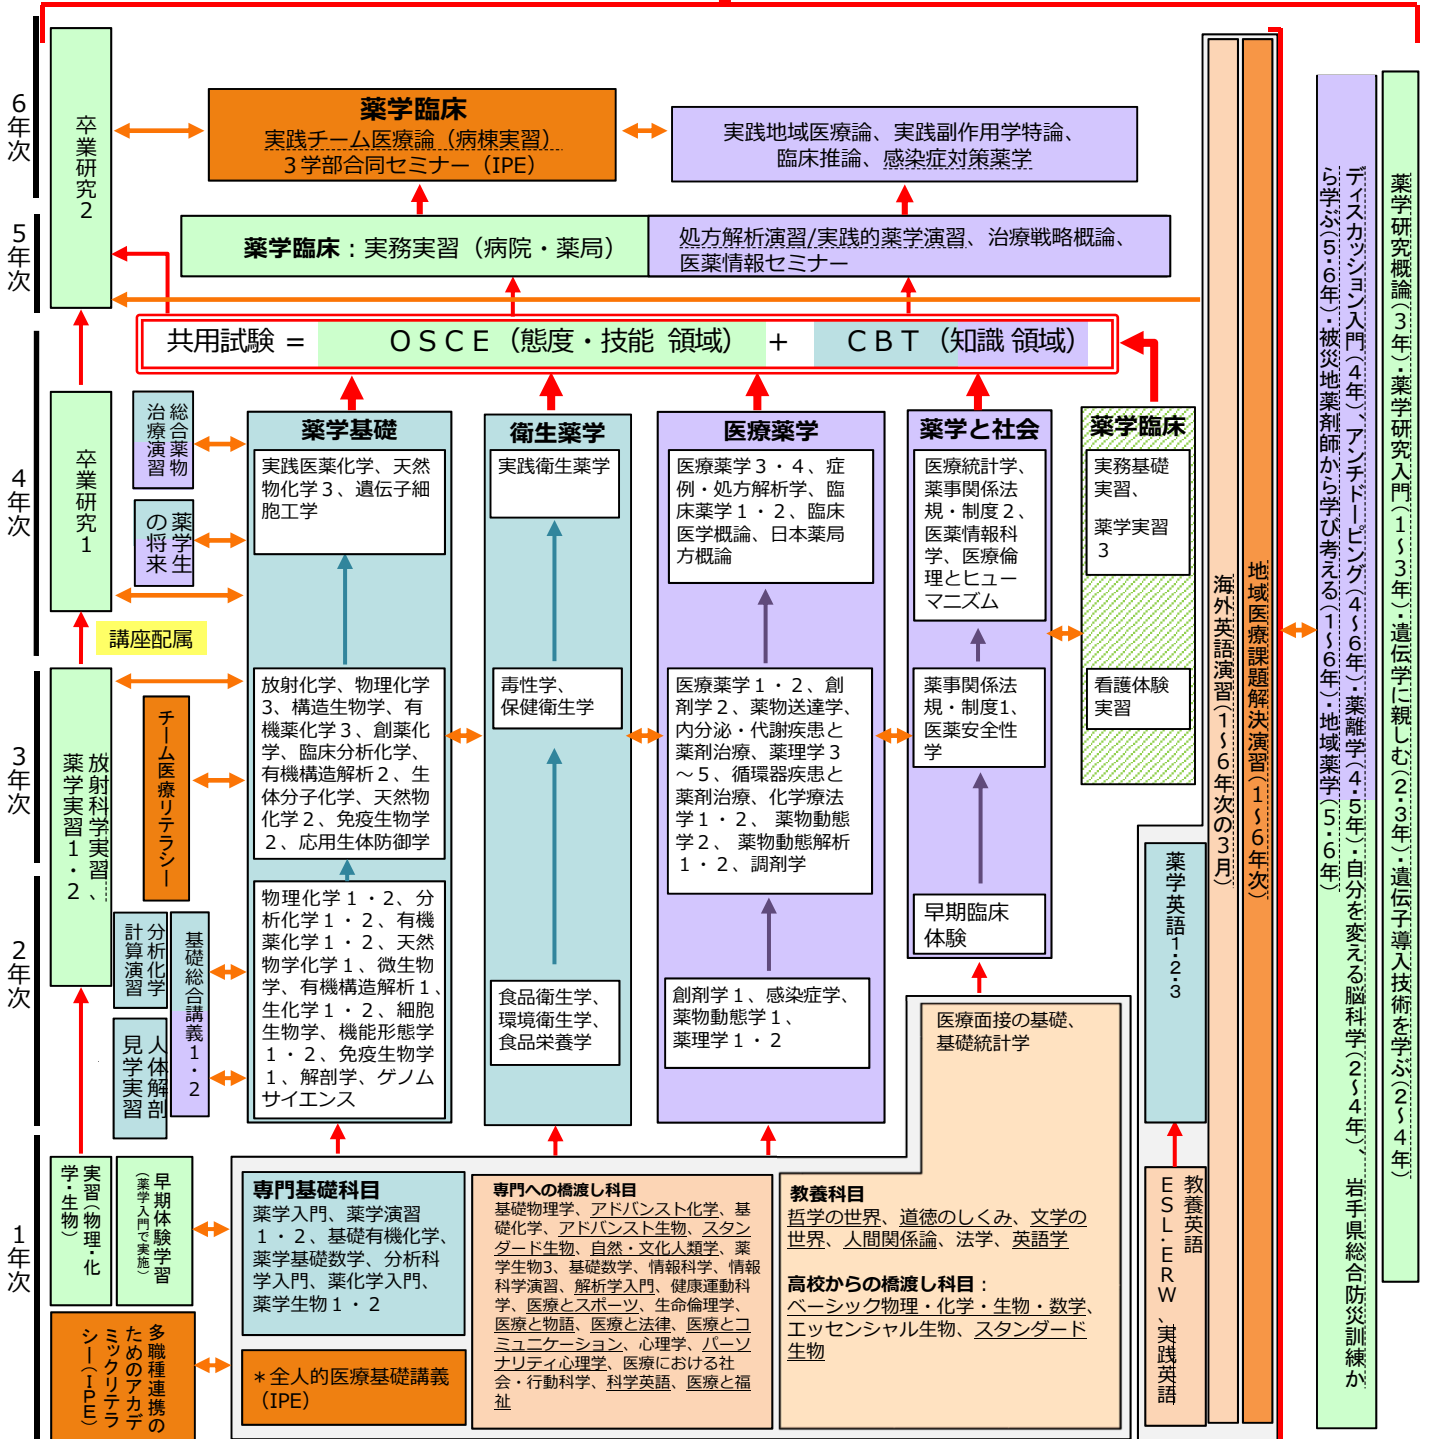 6年次
卒業研究2
薬学臨床
実践チーム医療論（病棟実習）
３学部合同セミナー（IPE）
実践地域医療論、実践副作用学特論、
臨床推論、感染症対策薬学
5年次
薬学臨床：実務実習（病院・薬局）
処方解析演習/実践的薬学演習、治療戦略概論、
医薬情報セミナー
共用試験 = ＯＳＣＥ（態度・技能 領域） + ＣＢＴ（知識 領域）
4年次
卒業研究1
総合薬物
治療演習
薬学生
の将来
講座配属
薬学基礎
実践医薬化学、天然
物化学３、遺伝子細
胞工学
衛生薬学
実践衛生薬学
医療薬学
医療薬学３・４、症
例・処方解析学、臨
床薬学１・２、臨床
医学概論、日本薬局
方概論
薬学と社会
医療統計学、
薬事関係法
規・制度２、
医薬情報科
学、医療倫
理とヒュー
マニズム
薬学臨床
実務基礎
実習、
薬学実習
３
3年次
放射科学実習、
薬学実習１・２
チーム医療リテラシー
放射化学、物理化学
3、構造生物学、有
機薬化学３、創薬化
学、臨床分析化学、
有機構造解析２、生
体分子化学、天然物
化学２、免疫生物学
２、応用生体防御学
毒性学、
保健衛生学
医療薬学１・２、創
剤学２、薬物送達学、
内分泌・代謝疾患と
薬剤治療、薬理学３
～５、循環器疾患と
薬剤治療、化学療法
学１・２、 薬物動態
学２、 薬物動態解析
１・２、調剤学
薬事関係法
規・制度1、
医薬安全性
学
看護体験
実習
2年次
分析化学
計算演習
人体解剖
見学実習
基礎総合講義１・２
物理化学１・２、分
析化学１・２、有機
薬化学１・２、天然
物学化学１、微生物
学、有機構造解析１、
生化学１・２、細胞
生物学、機能形態学
１・２、免疫生物学
１、解剖学、ゲノム
サイエンス
食品衛生学、
環境衛生学、
食品栄養学
創剤学１、感染症学、
薬物動態学１、
薬理学１・２
早期臨床
体験
医療面接の基礎、
基礎統計学
薬学英語１・２・３
1年次
実習（物理・化
学・生物）
早期体験学習
（薬学入門で実施）
多職種連携の
ためのアカデ
ミックリテラ
シー（ＩＰＥ）
専門基礎科目
薬学入門、薬学演習
１・２、基礎有機化学、
薬学基礎数学、分析科
学入門、薬化学入門、
薬学生物１・２
＊全人的医療基礎講義
（IPE）
専門への橋渡し科目
基礎物理学、アドバンスト化学、基
礎化学、アドバンスト生物、スタン
ダード生物、自然・文化人類学、薬
学生物3、基礎数学、情報科学、情報
科学演習、解析学入門、健康運動科
学、医療とスポーツ、生命倫理学、
医療と物語、医療と法律、医療とコ
ミュニケーション、心理学、パーソ
ナリティ心理学、医療における社
会・行動科学、科学英語、医療と福
祉
教養科目
哲学の世界、道徳のしくみ、文学の
世界、人間関係論、法学、英語学
高校からの橋渡し科目：
ベーシック物理・化学・生物・数学、
エッセンシャル生物、スタンダード
生物
教養英語
ＥＳＬ・ＥＲＷ、実践英語
海外英語演習（１～６年次の３月）
地域医療課題解決演習（１～６年次）
ディスカッション入門（４年）、アンチドーピング（４～６年）・薬離学（４・５年）・自分を変える脳科学（２～４年）、岩手県総合防災訓練か
ら学ぶ（５・６年）・被災地薬剤師から学び考える（１～６年）・地域薬学（５・６年）
薬学研究概論（３年）・薬学研究入門（１～３年）・遺伝学に親しむ（２・３年）・遺伝子導入技術を学ぶ（２～４年）